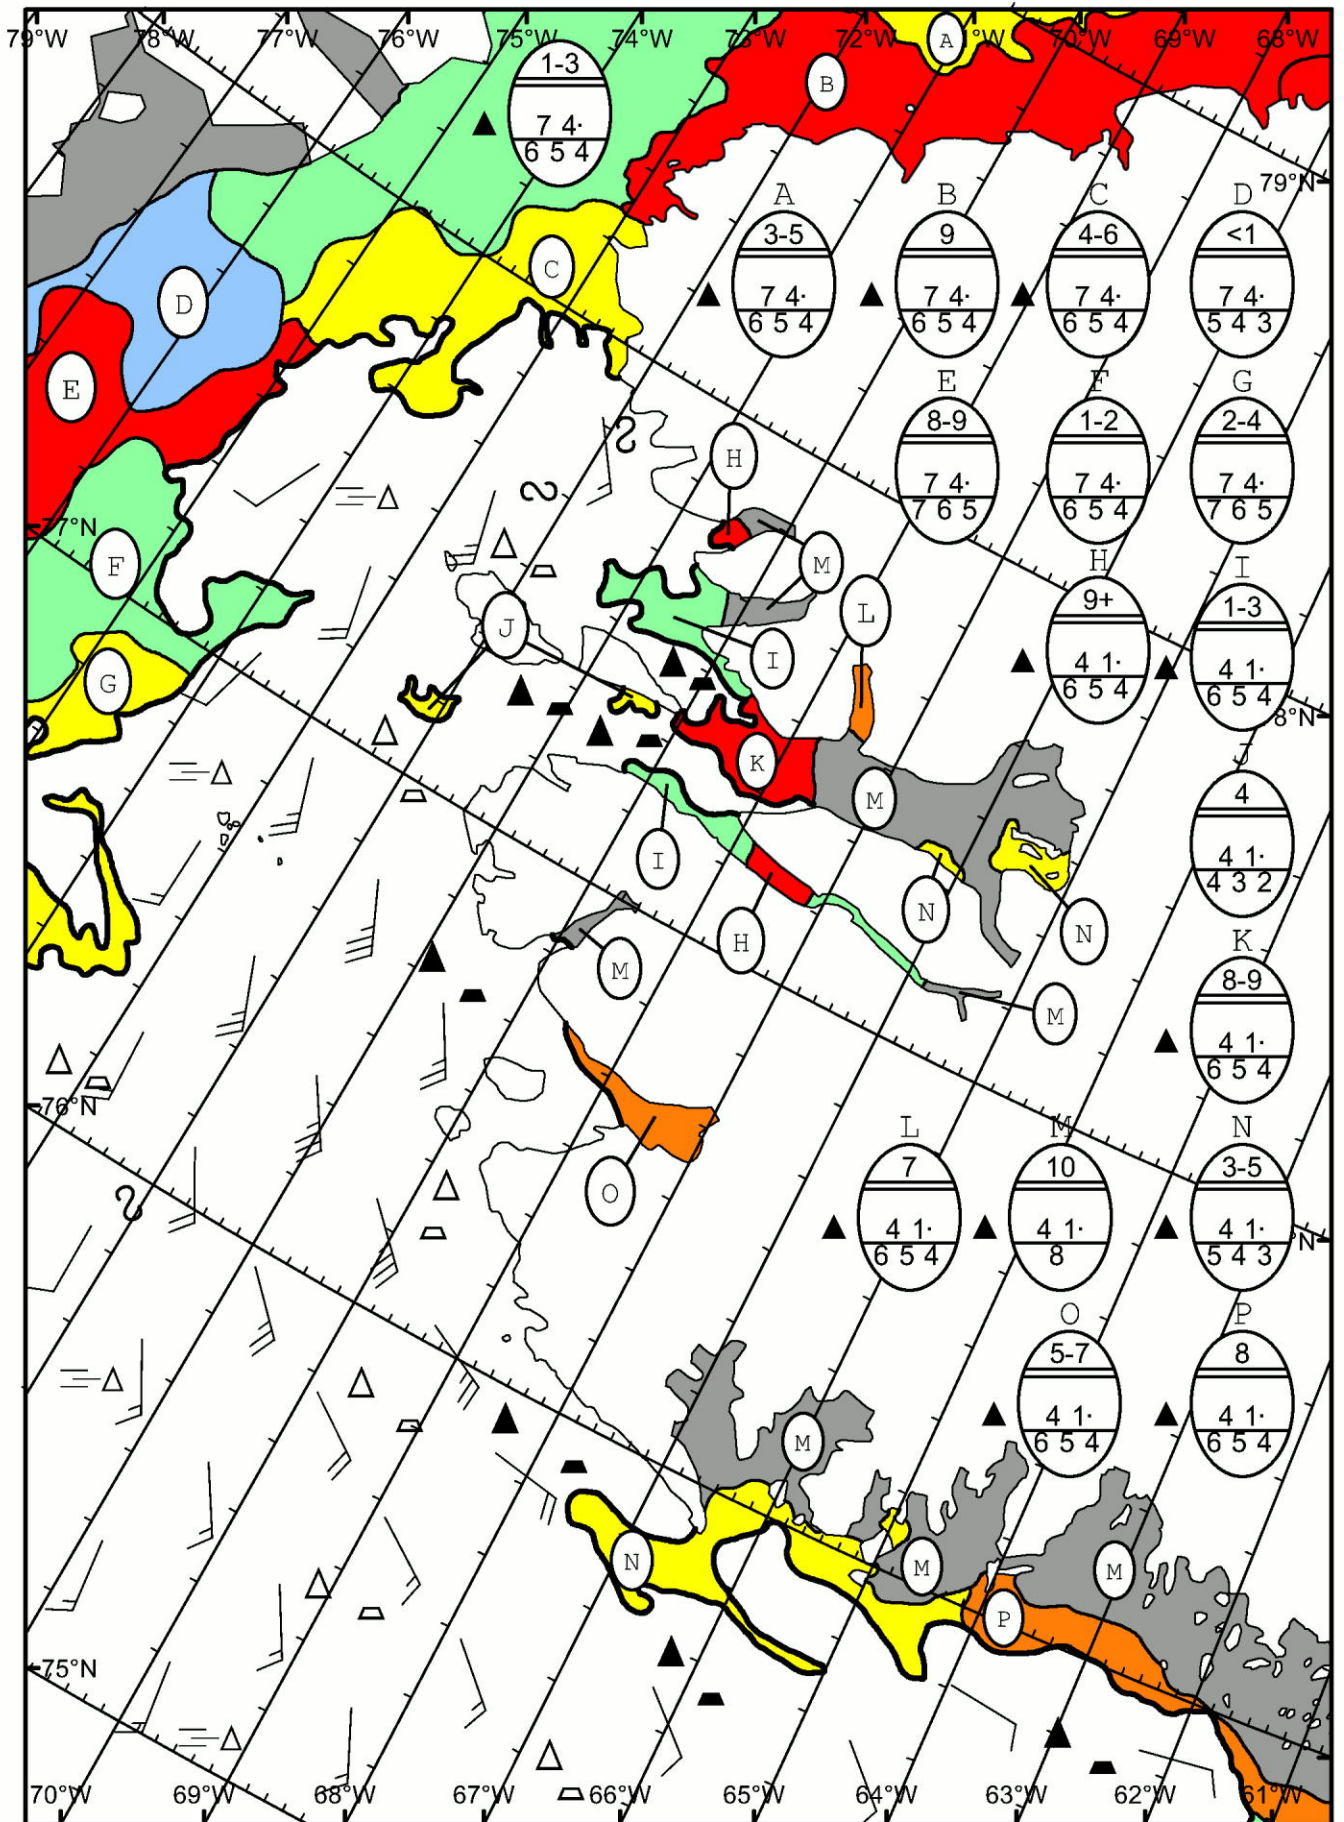 79°W 78°W 77°W 76°W 75°W 74°W 73°W 72°W 71°W 70°W 69°W 68°W
A
1-3
B
7 4·
6 5 4
79°N
A B C D
3-5 9 4-6 <1
7 4· 7 4· 7 4· 7 4·
6 5 4 6 5 4 6 5 4 5 4 3
C
D
E F G
E
8-9 1-2 2-4
H
7 4· 7 4· 7 4·
7 6 5 6 5 4 7 6 5
77°N
F
M
H I
9+ 1-3
L
J
I
4 1· 4 1·
6 5 4 6 5 4
G
8°N
J
K
4
M
4 1·
I
4 3 2
N
N
H
K
M
8-9
M
4 1·
6 5 4
76°N
L M N
7 10 3-5
O
4 1· 4 1· 4 1·
6 5 4 8 5 4 3
°N
O P
5-7 8
4 1· 4 1·
M
6 5 4 6 5 4
N
M
M
P
75°N
70°W 69°W 68°W 67°W 66°W 65°W 64°W 63°W 62°W 61°W